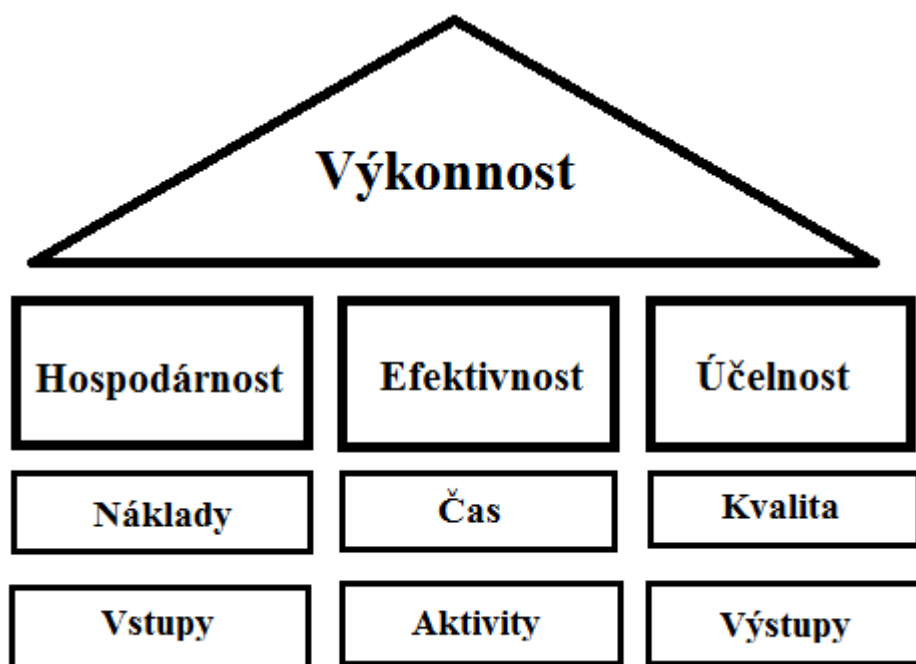 Výkonnost
Hospodárnost
Efektivnost
Účelnost
Náklady
Čas
Kvalita
Vstupy
Aktivity
Výstupy